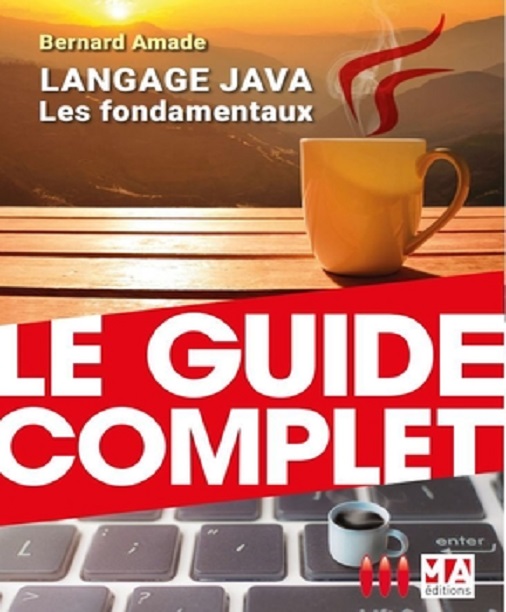 Bernard Amade
LANGAGE JAVA
Les fondamentaux
LE GUIDE
COMPLET
enter
MA
éditions